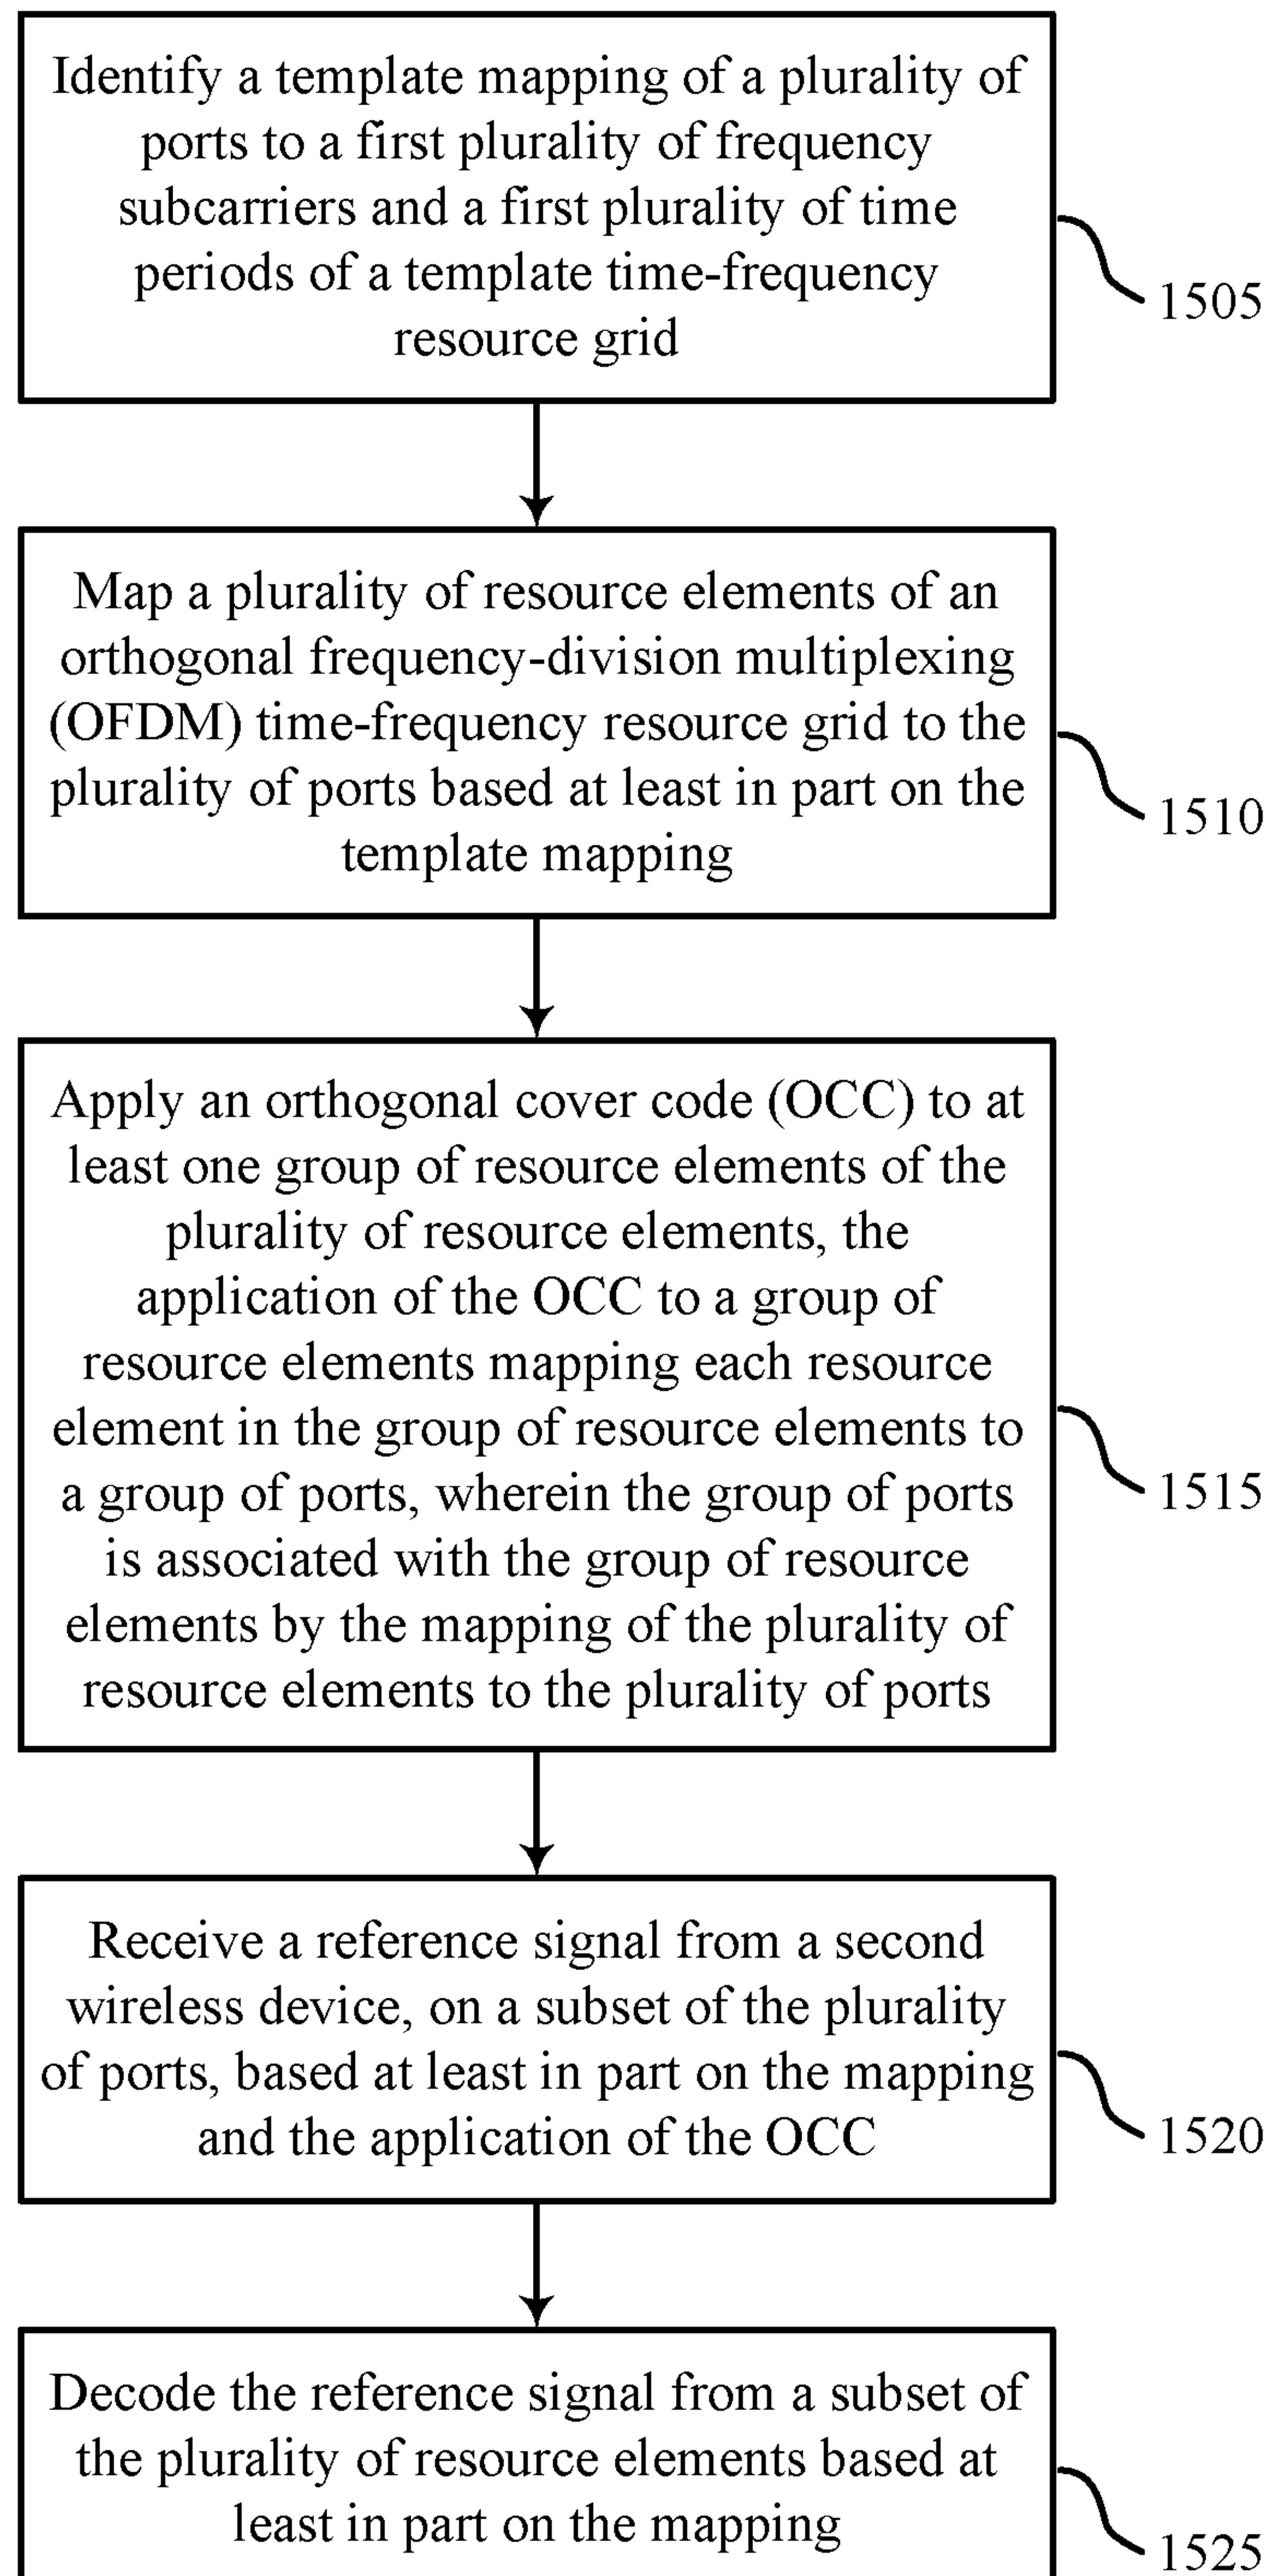 Identify a template mapping of a plurality of
ports to a first plurality of frequency
subcarriers and a first plurality of time
periods of a template time-frequency
resource grid
1505
Map a plurality of resource elements of an
orthogonal frequency-division multiplexing
(OFDM) time-frequency resource grid to the
plurality of ports based at least in part on the
template mapping
1510
Apply an orthogonal cover code (OCC) to at
least one group of resource elements of the
plurality of resource elements, the
application of the OCC to a group of
resource elements mapping each resource
element in the group of resource elements to
a group of ports, wherein the group of ports
is associated with the group of resource
elements by the mapping of the plurality of
resource elements to the plurality of ports
1515
Receive a reference signal from a second
wireless device, on a subset of the plurality
of ports, based at least in part on the mapping
and the application of the OCC
1520
Decode the reference signal from a subset of
the plurality of resource elements based at
least in part on the mapping
1525